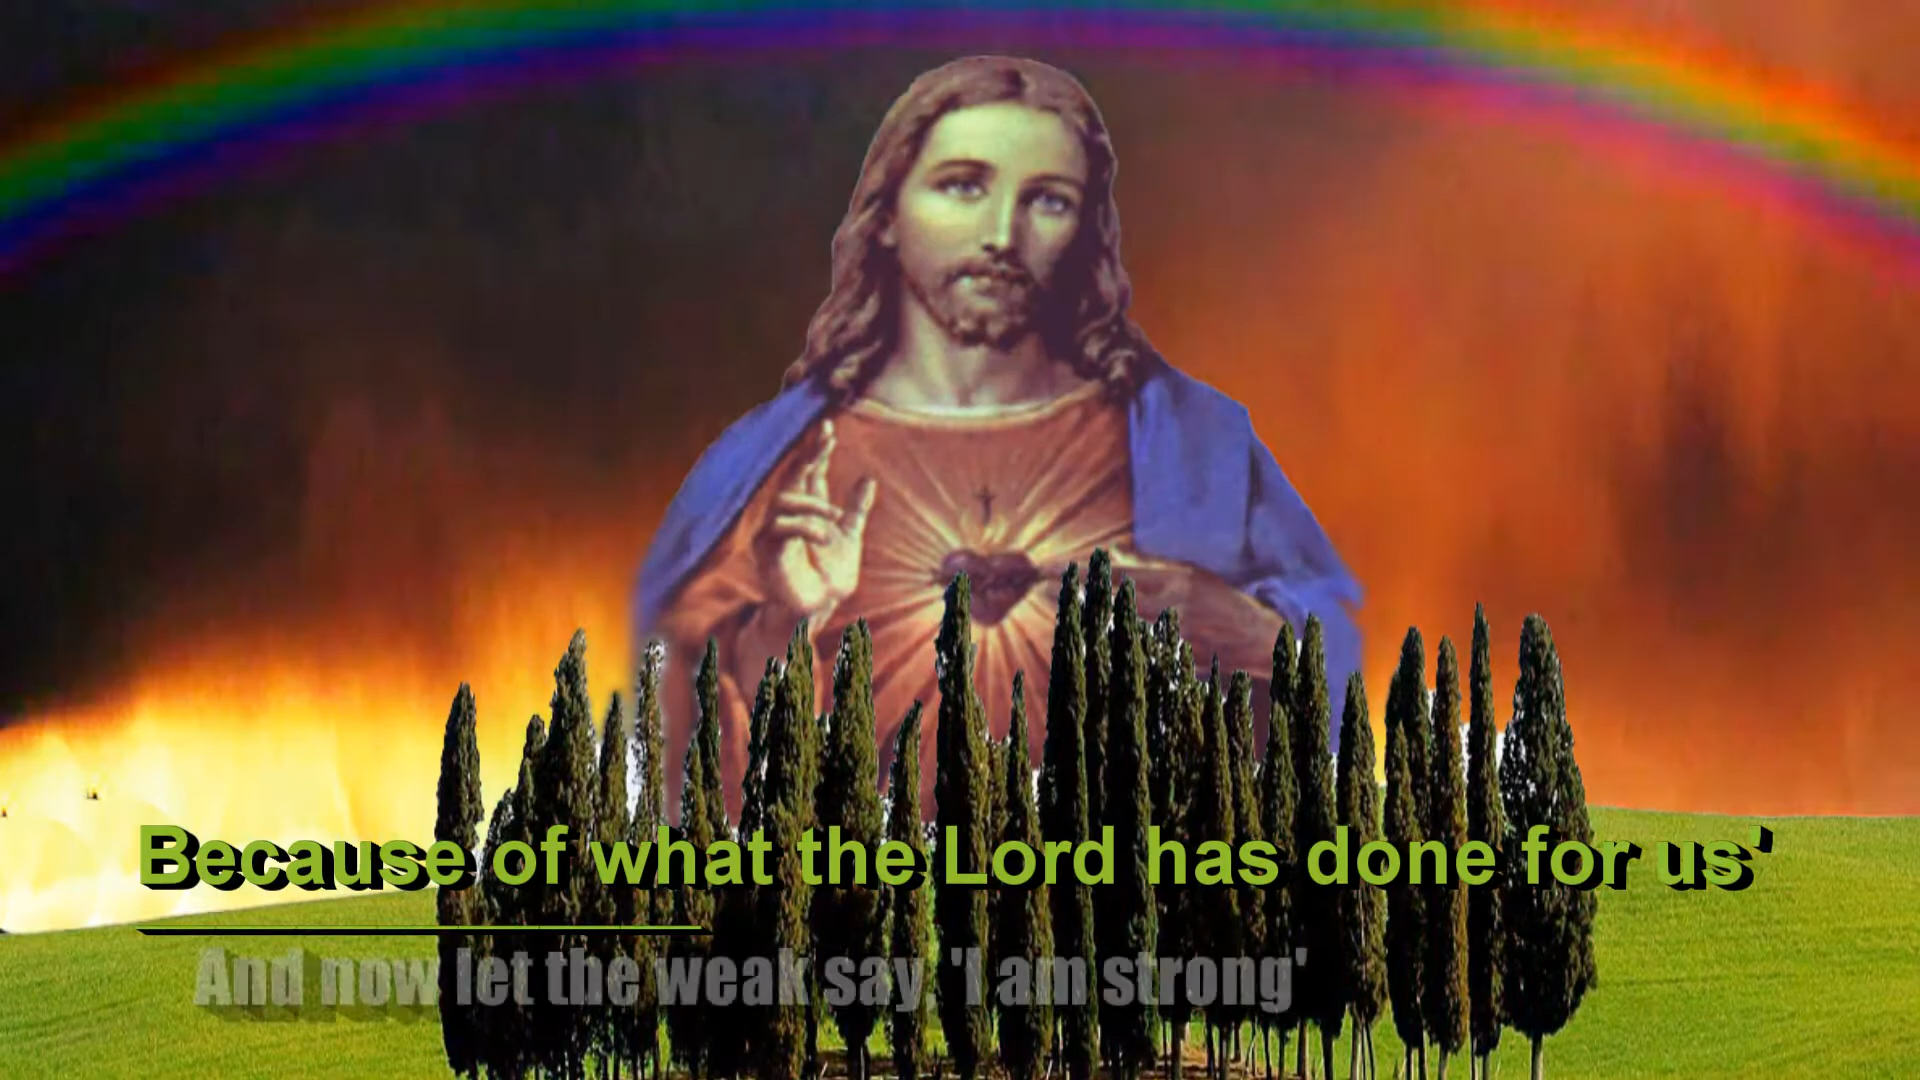 Because of what the Lord has done for us'
And now let the weak say, 'I am strong'